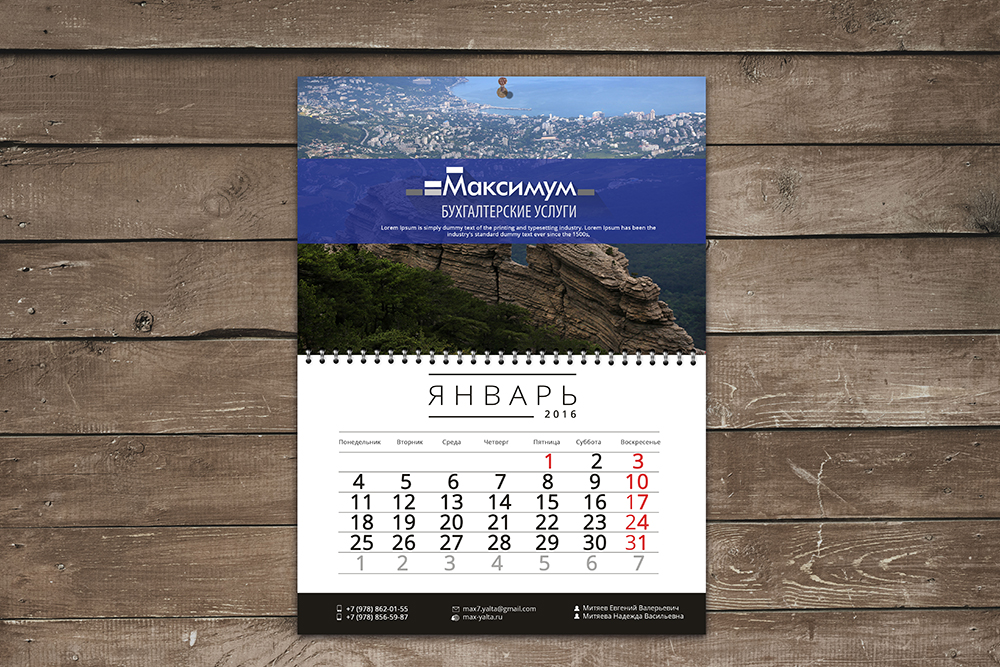 Максимум
БУХГАЛТЕРСКИЕ УСЛУГИ
Lorem Ipsum is simply dummy text of the printing and typesetting industry. Lorem Ipsum has been the
industry's standard dummy text ever since the 1500s,
ЯНВАРЬ
2016
Понедельник Вторник Среда Четверг Пятница Суббота Воскресенье
1 2 3
4 5 6 7 8 9 10
11 12 13 14 15 16 17
18 19 20 21 22 23 24
25 26 27 28 29 30 31
1 2 3 4 5 6 7
+7 (978) 862-01-55 max7.yalta@gmail.com Митяев Евгений Валерьевич
+7 (978) 856-59-87 max-yalta.ru Митяева Надежда Васильевна